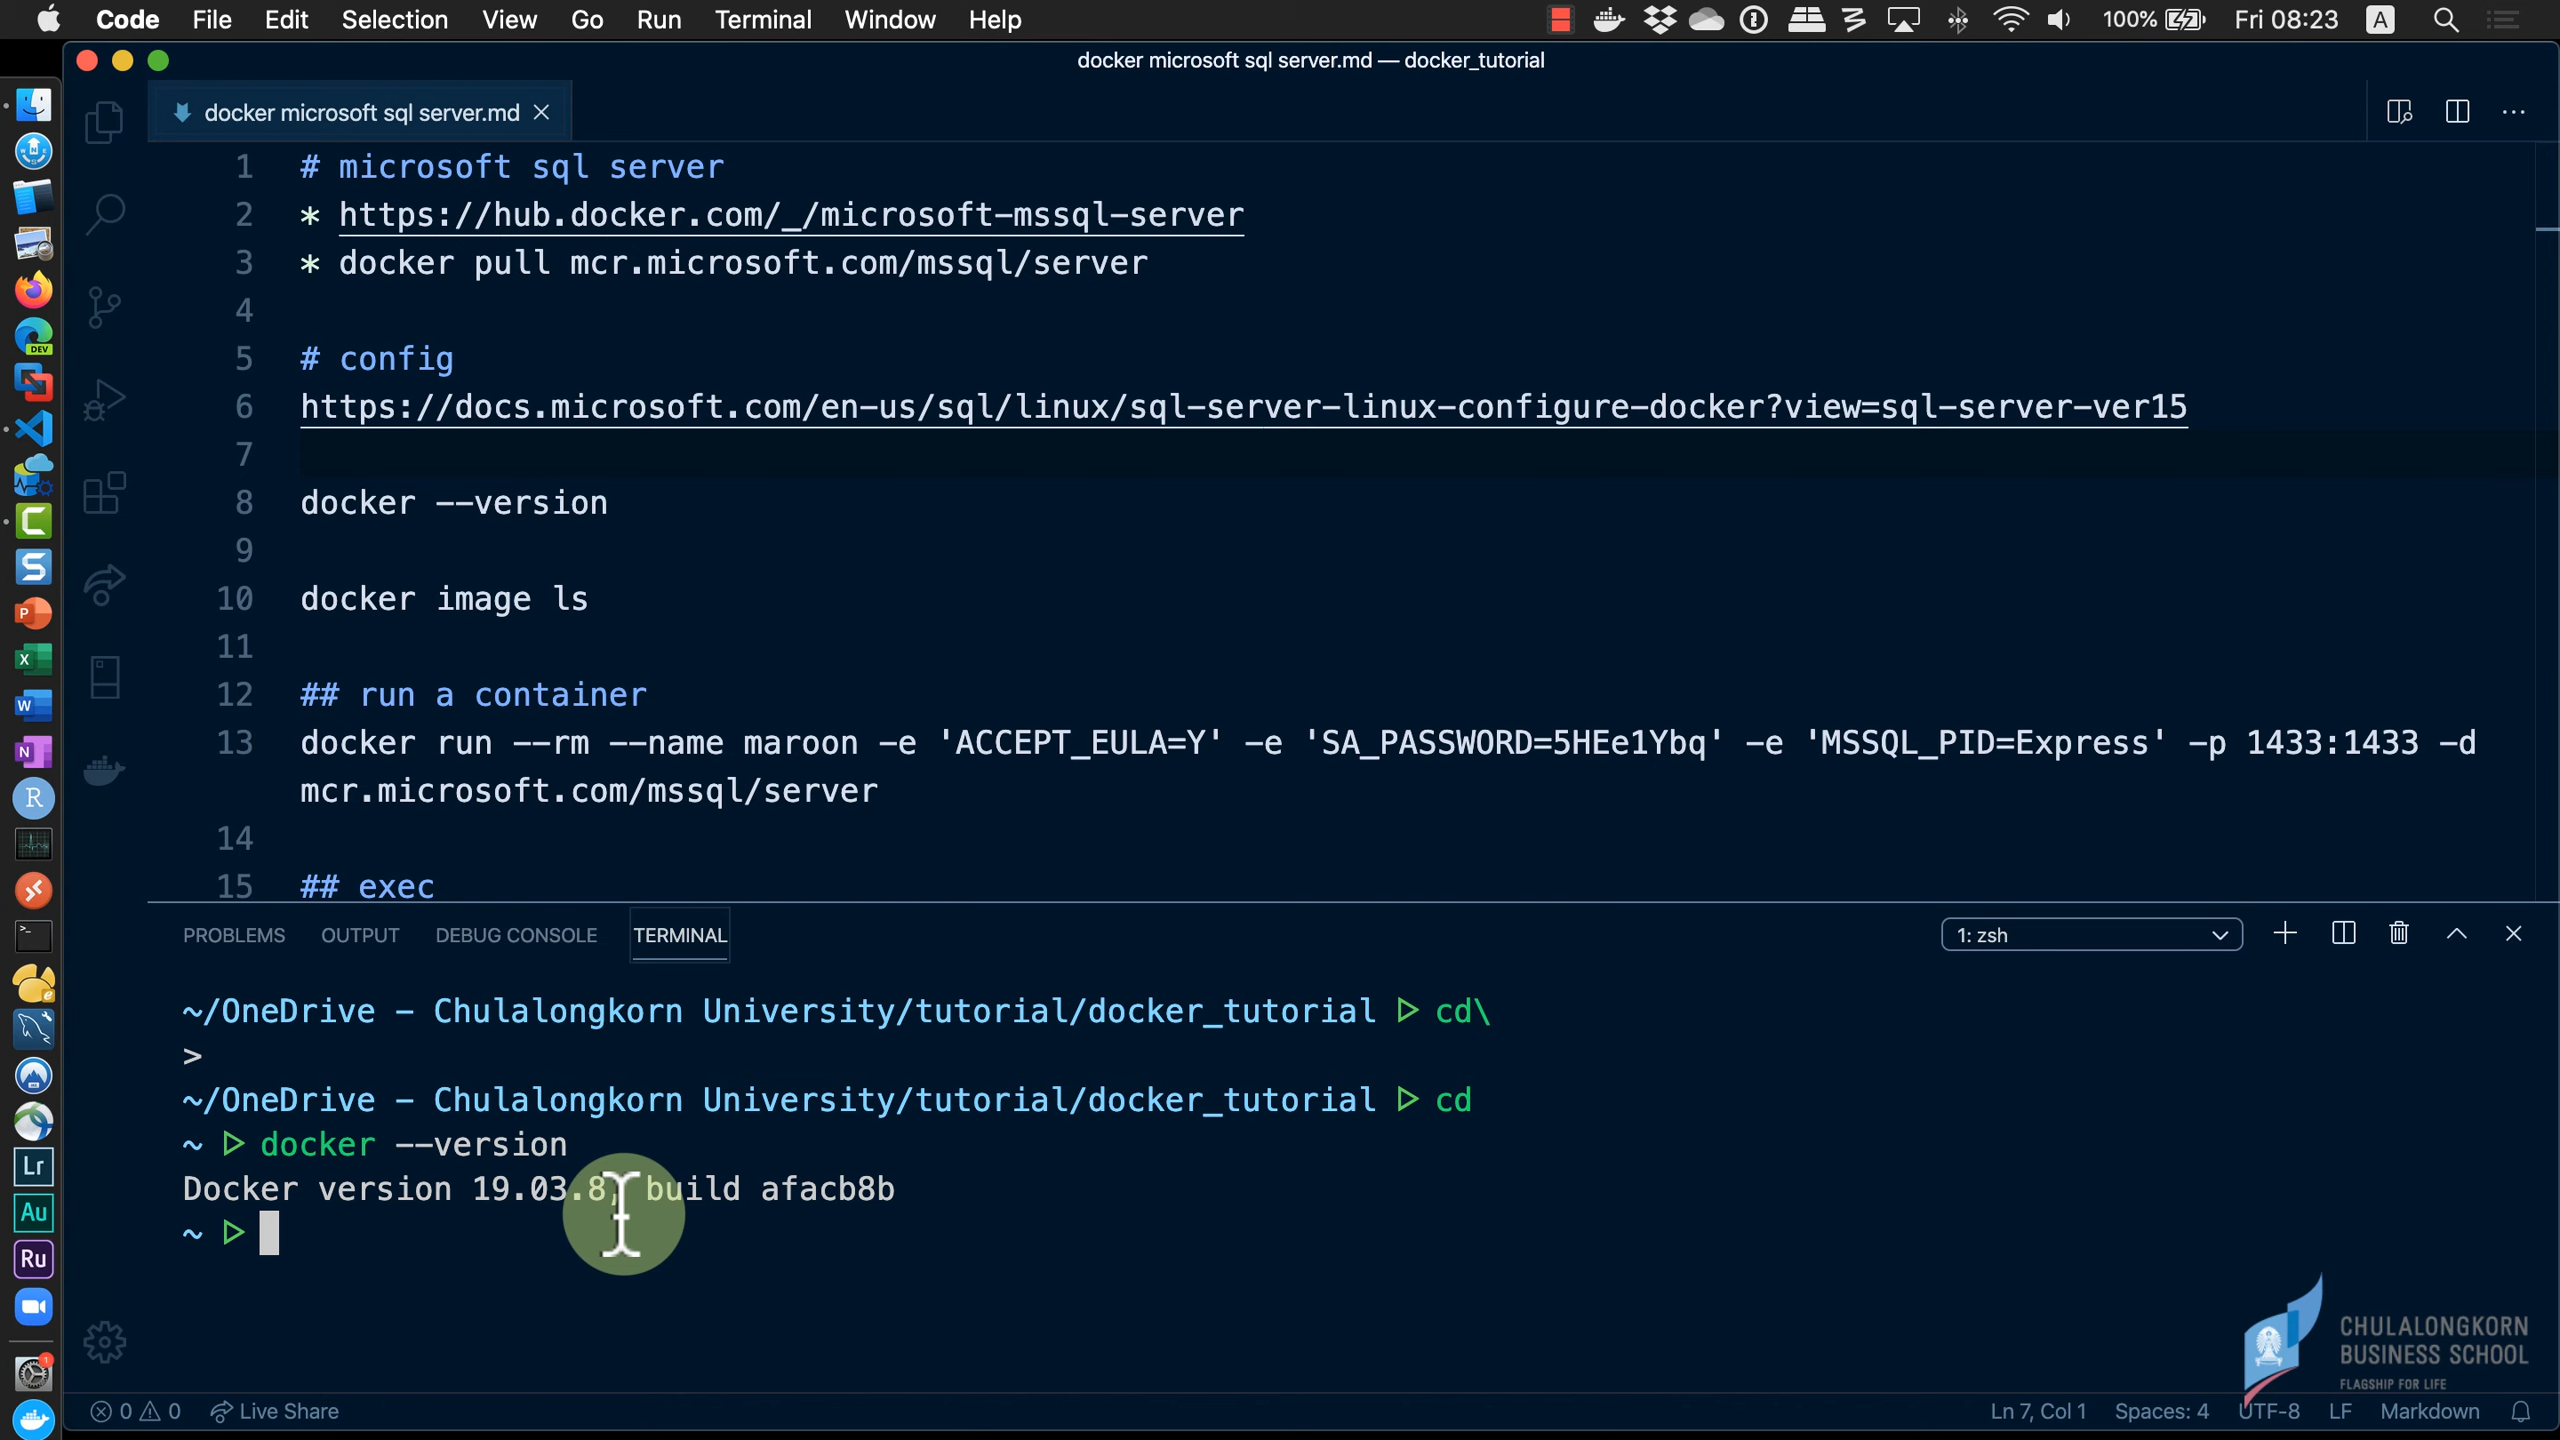 Code File Edit Selection View Go Run Terminal Window Help 100% Fri 08:23 A
docker microsoft sql server.md — docker_tutorial
docker microsoft sql server.md
1 # microsoft sql server
2 * https://hub.docker.com/_/microsoft-mssql-server
3 * docker pull mcr.microsoft.com/mssql/server
4
5 # config
6 https://docs.microsoft.com/en-us/sql/linux/sql-server-linux-configure-docker?view=sql-server-ver15
7
8 docker --version
9
10 docker image ls
11
12 ## run a container
13 docker run --rm --name maroon -e 'ACCEPT_EULA=Y' -e 'SA_PASSWORD=5HEe1Ybq' -e 'MSSQL_PID=Express' -p 1433:1433 -d
mcr.microsoft.com/mssql/server
14
15 ## exec
PROBLEMS OUTPUT DEBUG CONSOLE TERMINAL 1: zsh
~/OneDrive - Chulalongkorn University/tutorial/docker_tutorial ▷ cd\
>
~/OneDrive - Chulalongkorn University/tutorial/docker_tutorial ▷ cd
~ ▷ docker --version
Docker version 19.03.8, build afacb8b
~ ▷
CHULALONGKORN
BUSINESS SCHOOL
FLAGSHIP FOR LIFE
0 0 Live Share Ln 7, Col 1 Spaces: 4 UTF-8 LF Markdown
DEV
P
X
W
N
R
Lr
Au
Ru
1